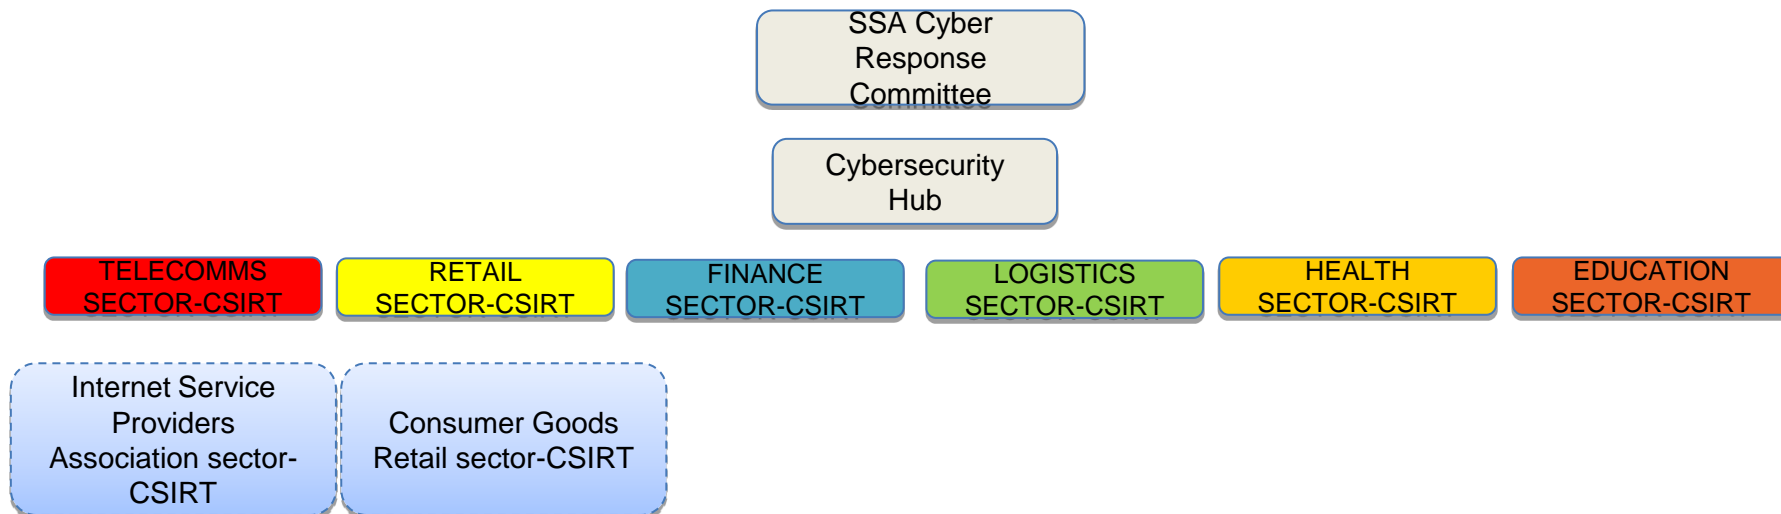 SSA Cyber
Response
Committee
Cybersecurity
Hub
TELECOMMS
SECTOR-CSIRT
RETAIL
SECTOR-CSIRT
FINANCE
SECTOR-CSIRT
LOGISTICS
SECTOR-CSIRT
HEALTH
SECTOR-CSIRT
EDUCATION
SECTOR-CSIRT
Internet Service
Providers
Association sector-
CSIRT
Consumer Goods
Retail sector-CSIRT